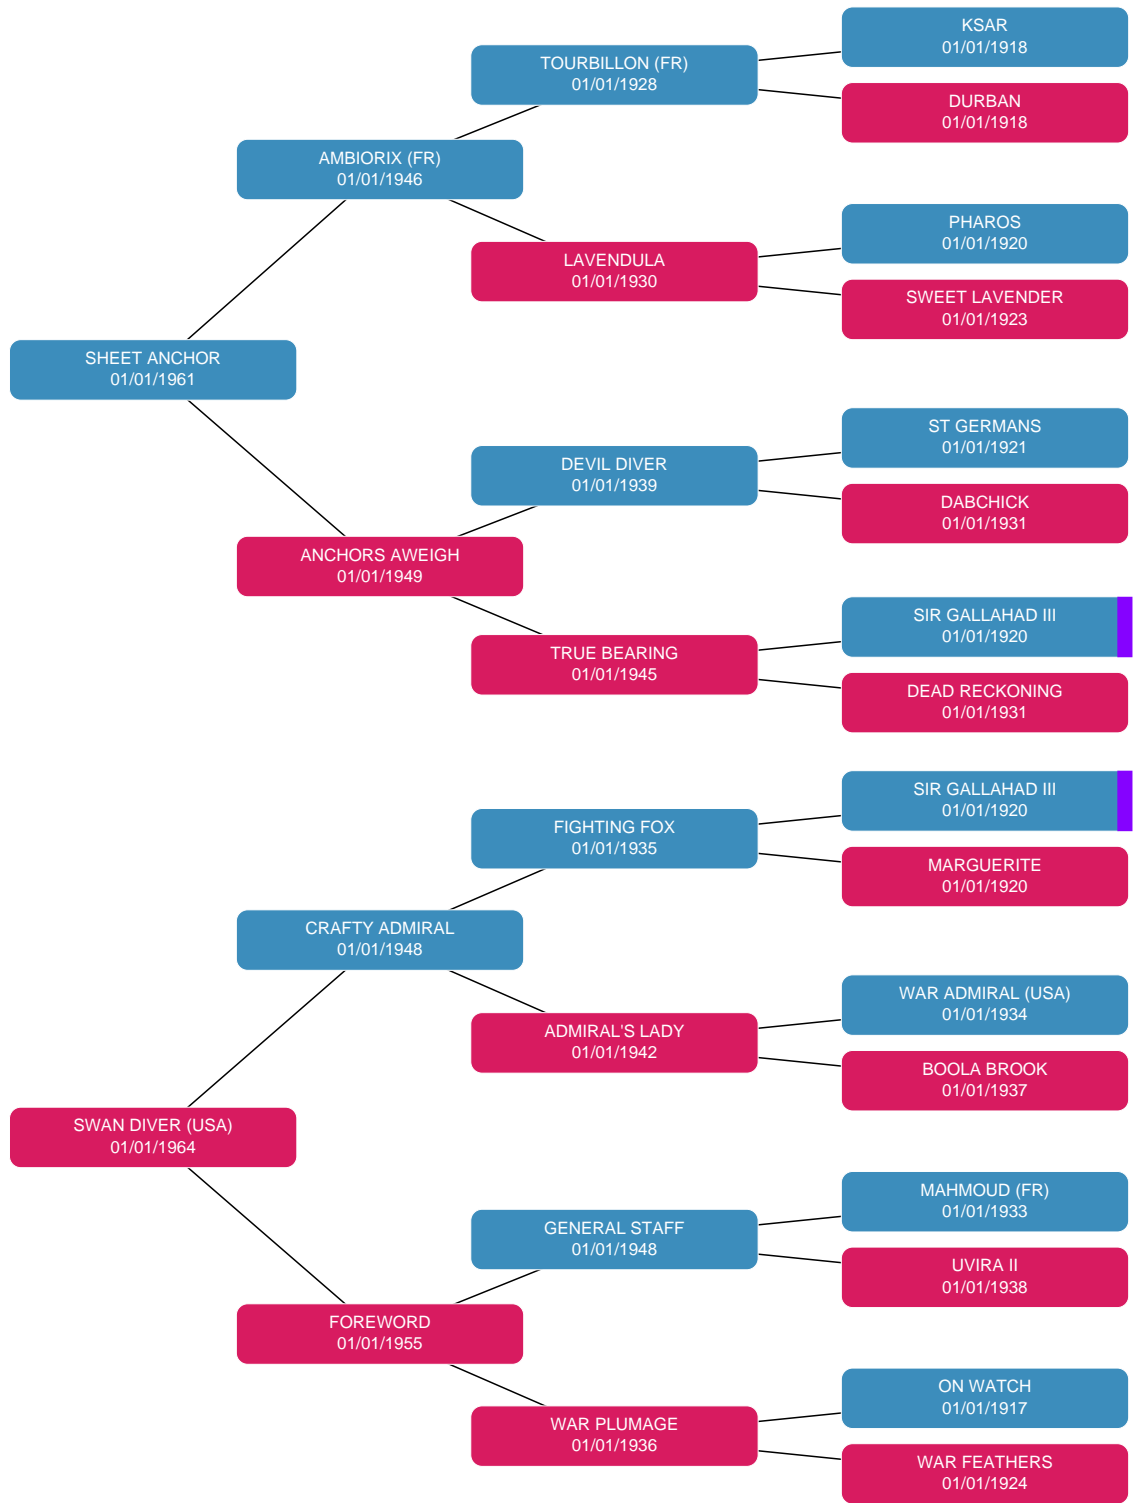 KSAR
01/01/1918
TOURBILLON (FR)
01/01/1928
DURBAN
01/01/1918
AMBIORIX (FR)
01/01/1946
PHAROS
01/01/1920
LAVENDULA
01/01/1930
SWEET LAVENDER
01/01/1923
SHEET ANCHOR
01/01/1961
ST GERMANS
01/01/1921
DEVIL DIVER
01/01/1939
DABCHICK
01/01/1931
ANCHORS AWEIGH
01/01/1949
SIR GALLAHAD III
01/01/1920
TRUE BEARING
01/01/1945
DEAD RECKONING
01/01/1931
SIR GALLAHAD III
01/01/1920
FIGHTING FOX
01/01/1935
MARGUERITE
01/01/1920
CRAFTY ADMIRAL
01/01/1948
WAR ADMIRAL (USA)
01/01/1934
ADMIRAL'S LADY
01/01/1942
BOOLA BROOK
01/01/1937
SWAN DIVER (USA)
01/01/1964
MAHMOUD (FR)
01/01/1933
GENERAL STAFF
01/01/1948
UVIRA II
01/01/1938
FOREWORD
01/01/1955
ON WATCH
01/01/1917
WAR PLUMAGE
01/01/1936
WAR FEATHERS
01/01/1924